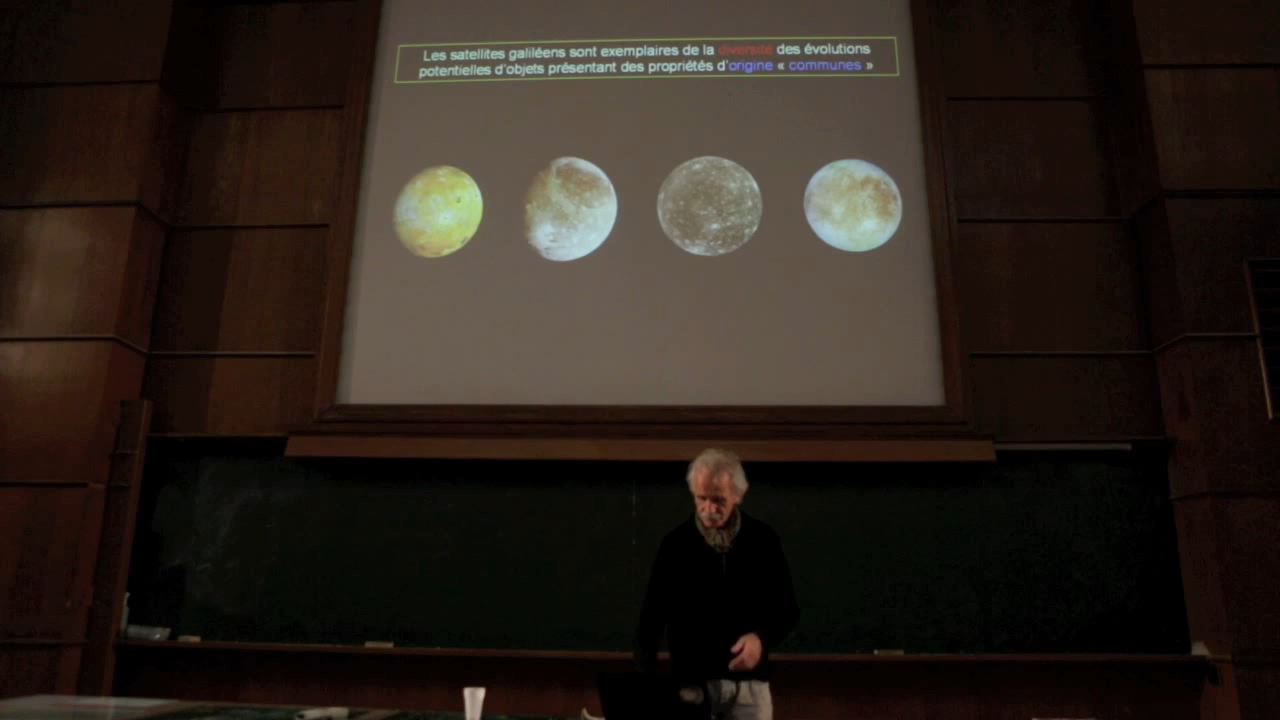 Les satellites galiléens sont exemplaires de la diversité des évolutions
potentielles d'objets présentant des propriétés d'origine « communes »